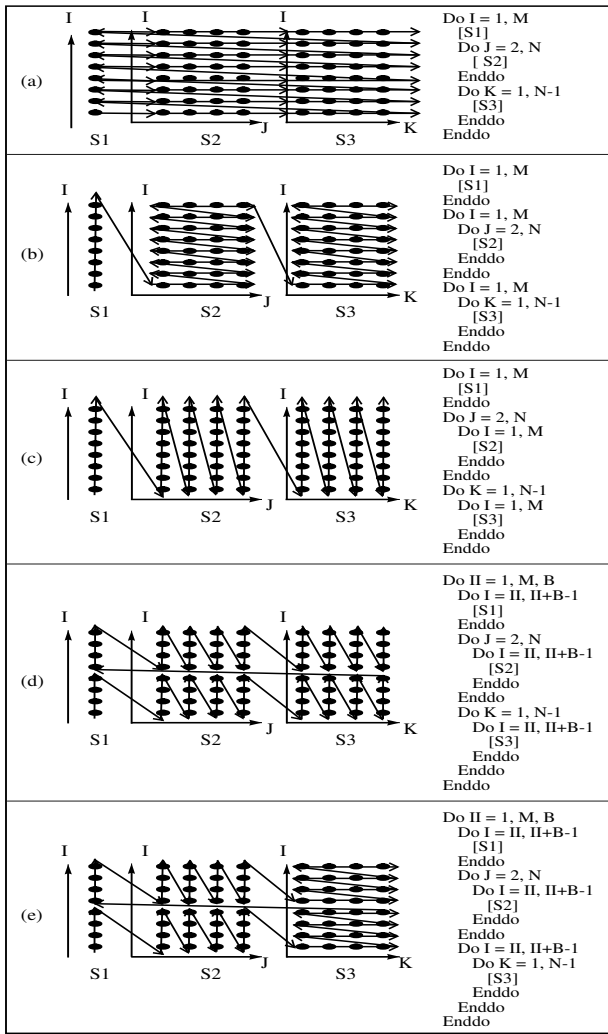 (a)
I
I
I
S1
S2
J
S3
K
Do I = 1, M
[S1]
Do J = 2, N
[ S2]
Enddo
Do K = 1, N-1
[S3]
Enddo
Enddo
(b)
I
I
I
S1
S2
J
S3
K
Do I = 1, M
[S1]
Enddo
Do I = 1, M
Do J = 2, N
[S2]
Enddo
Enddo
Do I = 1, M
Do K = 1, N-1
[S3]
Enddo
Enddo
(c)
I
I
I
S1
S2
J
S3
K
Do I = 1, M
[S1]
Enddo
Do J = 2, N
Do I = 1, M
[S2]
Enddo
Enddo
Do K = 1, N-1
Do I = 1, M
[S3]
Enddo
Enddo
(d)
I
I
I
S1
S2
J
S3
K
Do II = 1, M, B
Do I = II, II+B-1
[S1]
Enddo
Do J = 2, N
Do I = II, II+B-1
[S2]
Enddo
Enddo
Do K = 1, N-1
Do I = II, II+B-1
[S3]
Enddo
Enddo
Enddo
(e)
I
I
I
S1
S2
J
S3
K
Do II = 1, M, B
Do I = II, II+B-1
[S1]
Enddo
Do J = 2, N
Do I = II, II+B-1
[S2]
Enddo
Enddo
Do I = II, II+B-1
Do K = 1, N-1
[S3]
Enddo
Enddo
Enddo